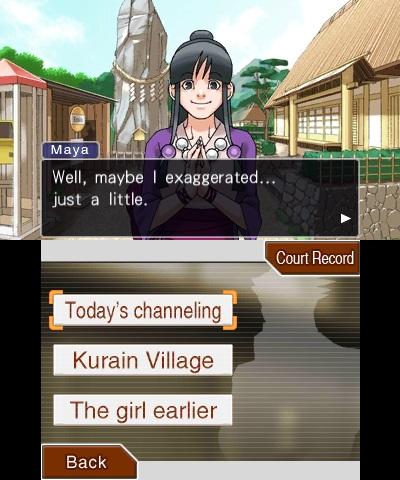 Maya
Well, maybe I exaggerated...
just a little.
Court Record
Today's channeling
Kurain Village
The girl earlier
Back